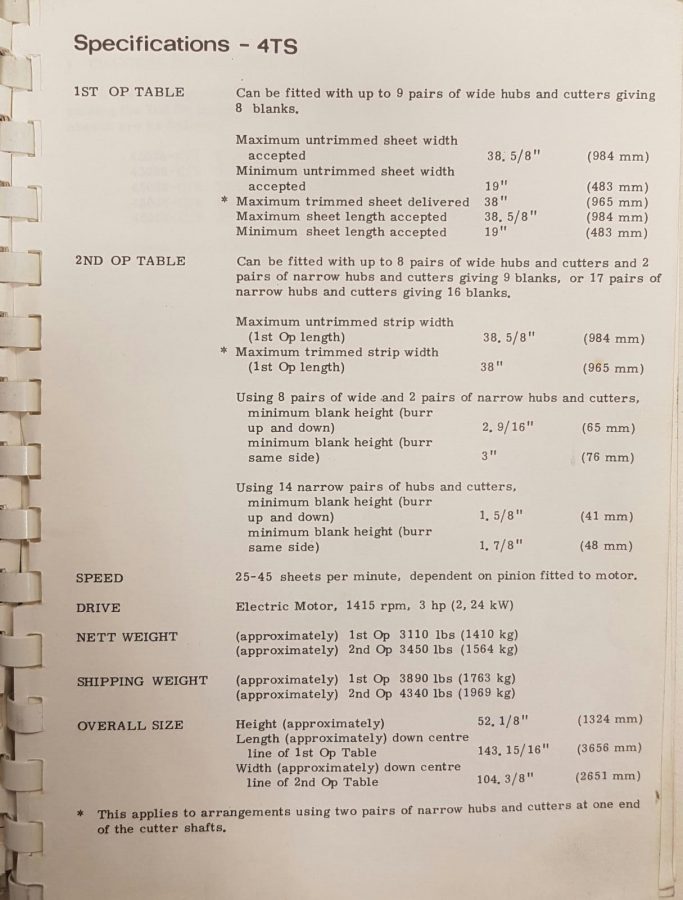 Specifications - 4TS
1ST OP TABLE Can be fitted with up to 9 pairs of wide hubs and cutters giving
8 blanks.
Maximum untrimmed sheet width
accepted 38. 5/8" (984 mm)
Minimum untrimmed sheet width
accepted 19" (483 mm)
* Maximum trimmed sheet delivered 38" (965 mm)
Maximum sheet length accepted 38. 5/8" (984 mm)
Minimum sheet length accepted 19" (483 mm)
2ND OP TABLE Can be fitted with up to 8 pairs of wide hubs and cutters and 2
pairs of narrow hubs and cutters giving 9 blanks, or 17 pairs of
narrow hubs and cutters giving 16 blanks.
Maximum untrimmed strip width
(1st Op length) 38. 5/8" (984 mm)
* Maximum trimmed strip width
(1st Op length) 38" (965 mm)
Using 8 pairs of wide and 2 pairs of narrow hubs and cutters,
minimum blank height (burr
up and down) 2. 9/16" (65 mm)
minimum blank height (burr
same side) 3" (76 mm)
Using 14 narrow pairs of hubs and cutters,
minimum blank height (burr
up and down) 1. 5/8" (41 mm)
minimum blank height (burr
same side) 1. 7/8" (48 mm)
SPEED 25-45 sheets per minute, dependent on pinion fitted to motor.
DRIVE Electric Motor, 1415 rpm, 3 hp (2, 24 kW)
NETT WEIGHT (approximately) 1st Op 3110 lbs (1410 kg)
(approximately) 2nd Op 3450 lbs (1564 kg)
SHIPPING WEIGHT (approximately) 1st Op 3890 lbs (1763 kg)
(approximately) 2nd Op 4340 lbs (1969 kg)
OVERALL SIZE Height (approximately) 52. 1/8" (1324 mm)
Length (approximately) down centre
line of 1st Op Table 143. 15/16" (3656 mm)
Width (approximately) down centre
line of 2nd Op Table 104. 3/8" (2651 mm)
* This applies to arrangements using two pairs of narrow hubs and cutters at one end
of the cutter shafts.